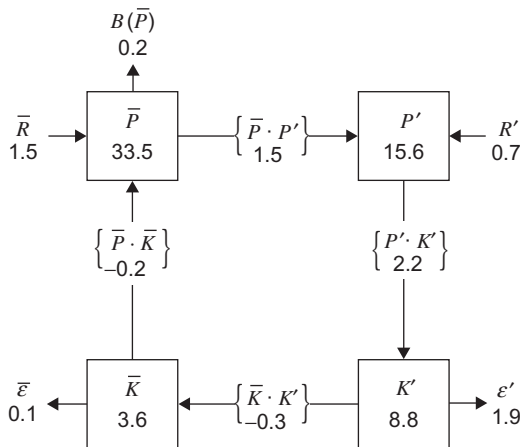 B(P̅)
0.2
R̅
1.5
P̅
33.5
{P̅ · P′}
1.5
P′
15.6
R′
0.7
{P̅ · K̅}
−0.2
{P′ · K′}
2.2
ε̅
0.1
K̅
3.6
{K̅ · K′}
−0.3
K′
8.8
ε′
1.9